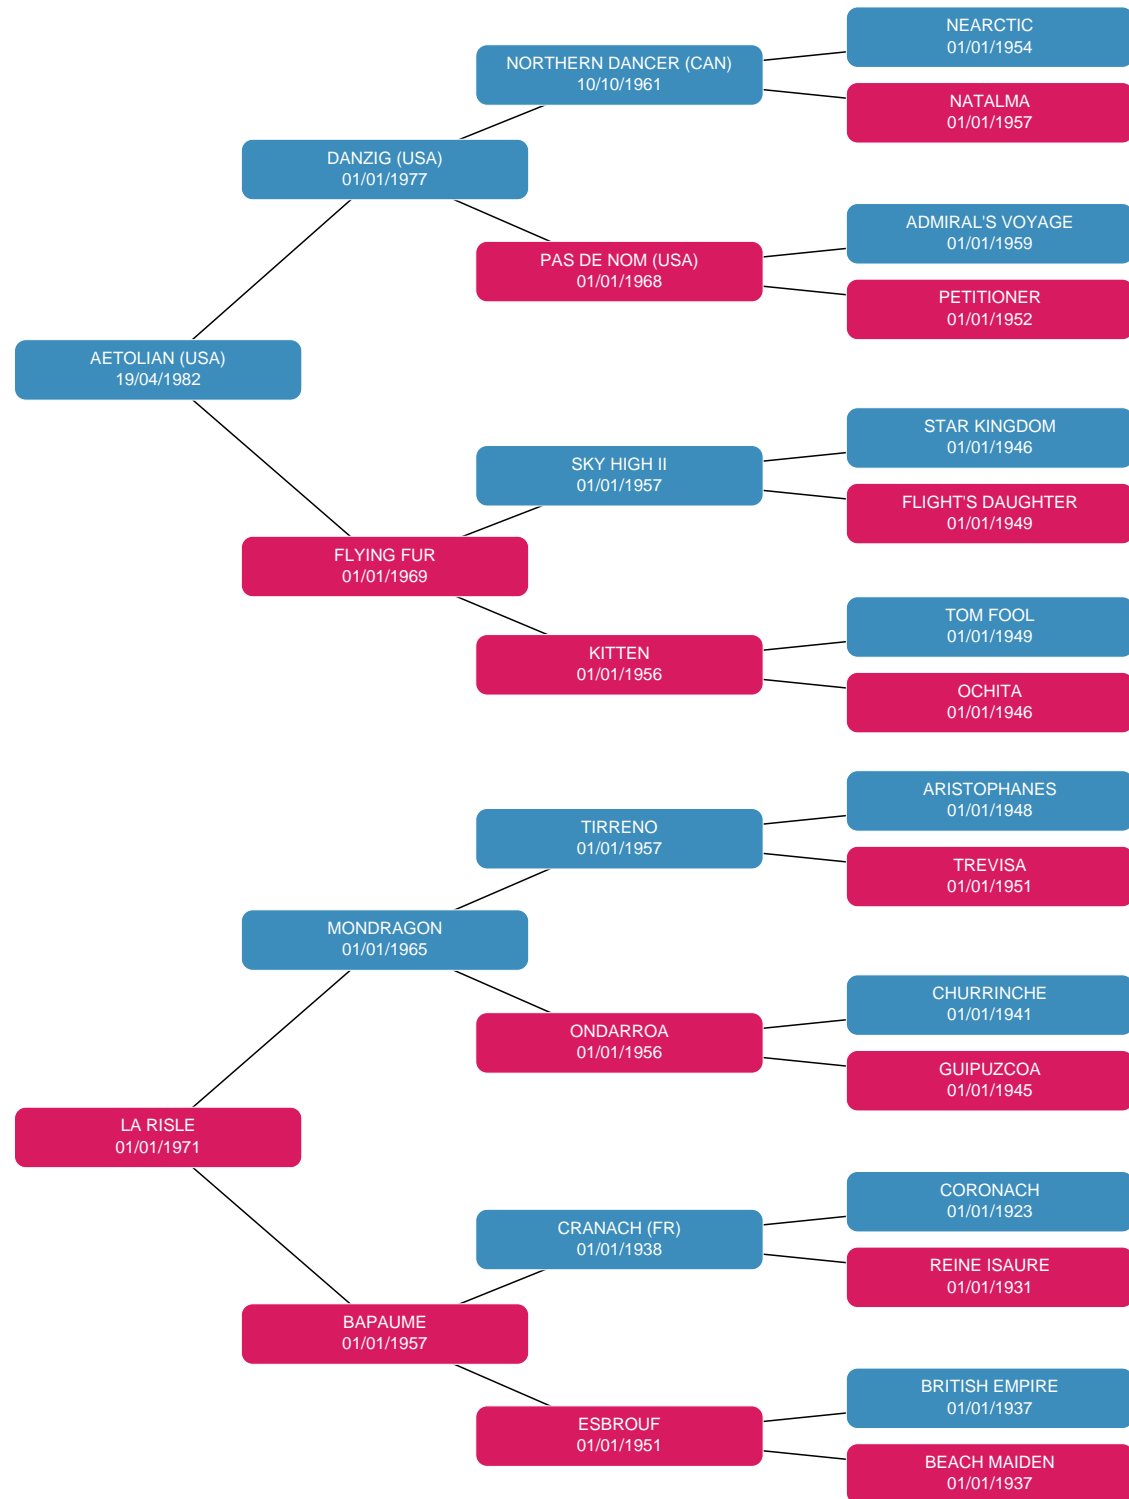 NEARCTIC
01/01/1954
NORTHERN DANCER (CAN)
10/10/1961
NATALMA
01/01/1957
DANZIG (USA)
01/01/1977
ADMIRAL'S VOYAGE
01/01/1959
PAS DE NOM (USA)
01/01/1968
PETITIONER
01/01/1952
AETOLIAN (USA)
19/04/1982
STAR KINGDOM
01/01/1946
SKY HIGH II
01/01/1957
FLIGHT'S DAUGHTER
01/01/1949
FLYING FUR
01/01/1969
TOM FOOL
01/01/1949
KITTEN
01/01/1956
OCHITA
01/01/1946
ARISTOPHANES
01/01/1948
TIRRENO
01/01/1957
TREVISA
01/01/1951
MONDRAGON
01/01/1965
CHURRINCHE
01/01/1941
ONDARROA
01/01/1956
GUIPUZCOA
01/01/1945
LA RISLE
01/01/1971
CORONACH
01/01/1923
CRANACH (FR)
01/01/1938
REINE ISAURE
01/01/1931
BAPAUME
01/01/1957
BRITISH EMPIRE
01/01/1937
ESBROUF
01/01/1951
BEACH MAIDEN
01/01/1937